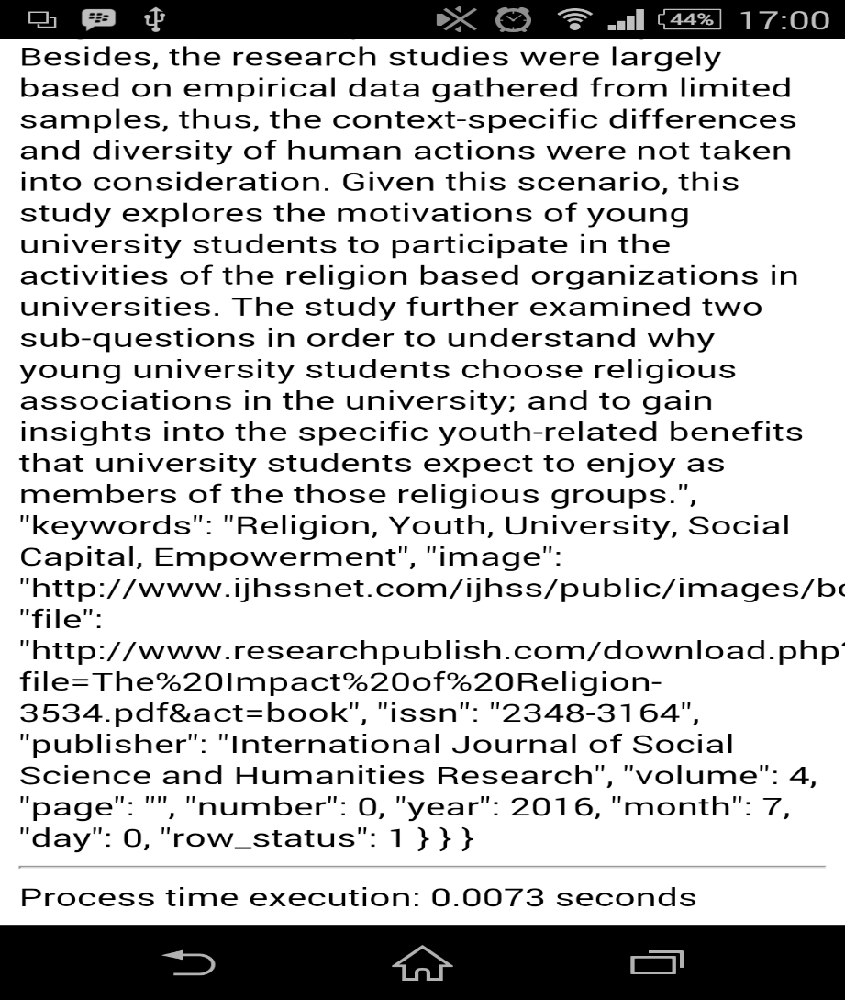 44% 17:00
Besides, the research studies were largely
based on empirical data gathered from limited
samples, thus, the context-specific differences
and diversity of human actions were not taken
into consideration. Given this scenario, this
study explores the motivations of young
university students to participate in the
activities of the religion based organizations in
universities. The study further examined two
sub-questions in order to understand why
young university students choose religious
associations in the university; and to gain
insights into the specific youth-related benefits
that university students expect to enjoy as
members of the those religious groups.",
"keywords": "Religion, Youth, University, Social
Capital, Empowerment", "image":
"http://www.ijhssnet.com/ijhss/public/images/bo
"file":
"http://www.researchpublish.com/download.php?
file=The%20Impact%20of%20Religion-
3534.pdf&act=book", "issn": "2348-3164",
"publisher": "International Journal of Social
Science and Humanities Research", "volume": 4,
"page": "", "number": 0, "year": 2016, "month": 7,
"day": 0, "row_status": 1 } } }
Process time execution: 0.0073 seconds